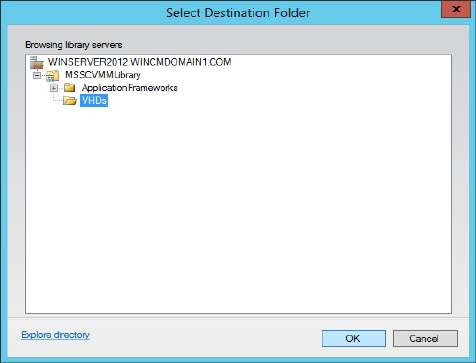 Select Destination Folder
Browsing library servers
WINSERVER2012.WINCMDOMAIN1.COM
MSSCVMMLibrary
ApplicationFrameworks
VHDs
Explore directory
OK
Cancel